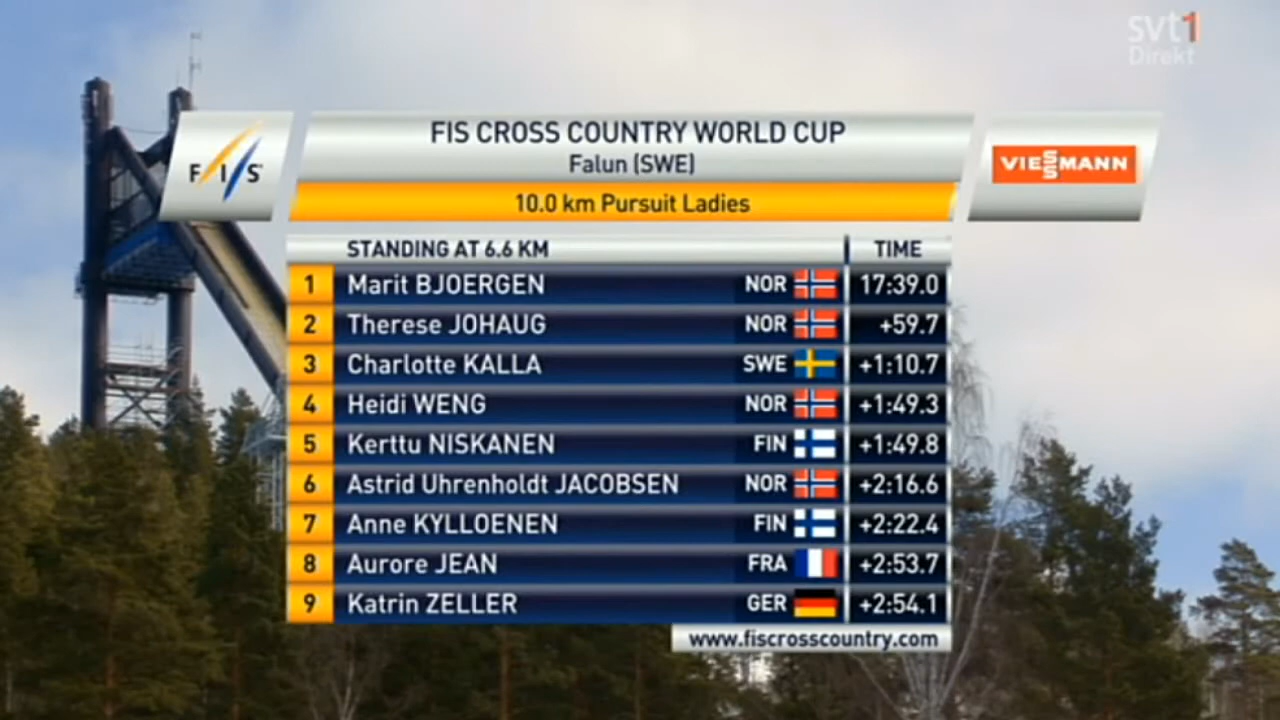 svt1
Direkt
FIS
FIS CROSS COUNTRY WORLD CUP
Falun (SWE)
VIESSMANN
10.0 km Pursuit Ladies
STANDING AT 6.6 KM TIME
1 Marit BJOERGEN NOR 17:39.0
2 Therese JOHAUG NOR +59.7
3 Charlotte KALLA SWE +1:10.7
4 Heidi WENG NOR +1:49.3
5 Kerttu NISKANEN FIN +1:49.8
6 Astrid Uhrenholdt JACOBSEN NOR +2:16.6
7 Anne KYLLOENEN FIN +2:22.4
8 Aurore JEAN FRA +2:53.7
9 Katrin ZELLER GER +2:54.1
www.fiscrosscountry.com